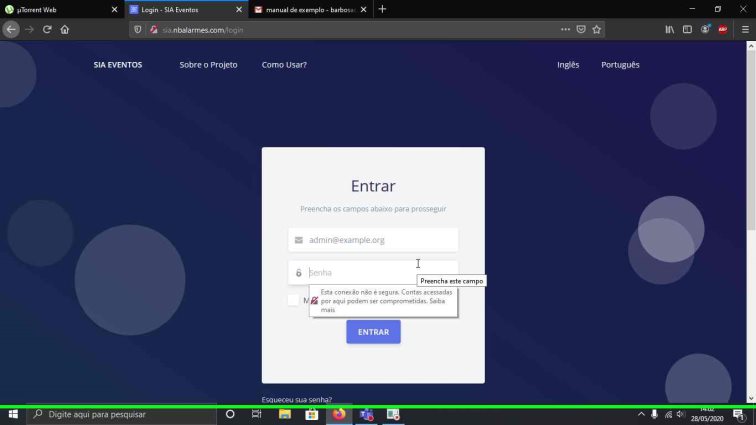 µTorrent Web
Login - SIA Eventos
manual de exemplo - barbosa
sia.nbalarmes.com/login
ABP
SIA EVENTOS
Sobre o Projeto
Como Usar?
Inglês
Português
Entrar
Preencha os campos abaixo para prosseguir
admin@example.org
Senha
Preencha este campo
M
Esta conexão não é segura. Contas acessadas
por aqui podem ser comprometidas. Saiba
mais
ENTRAR
Esqueceu sua senha?
Digite aqui para pesquisar
14:02
28/05/2020